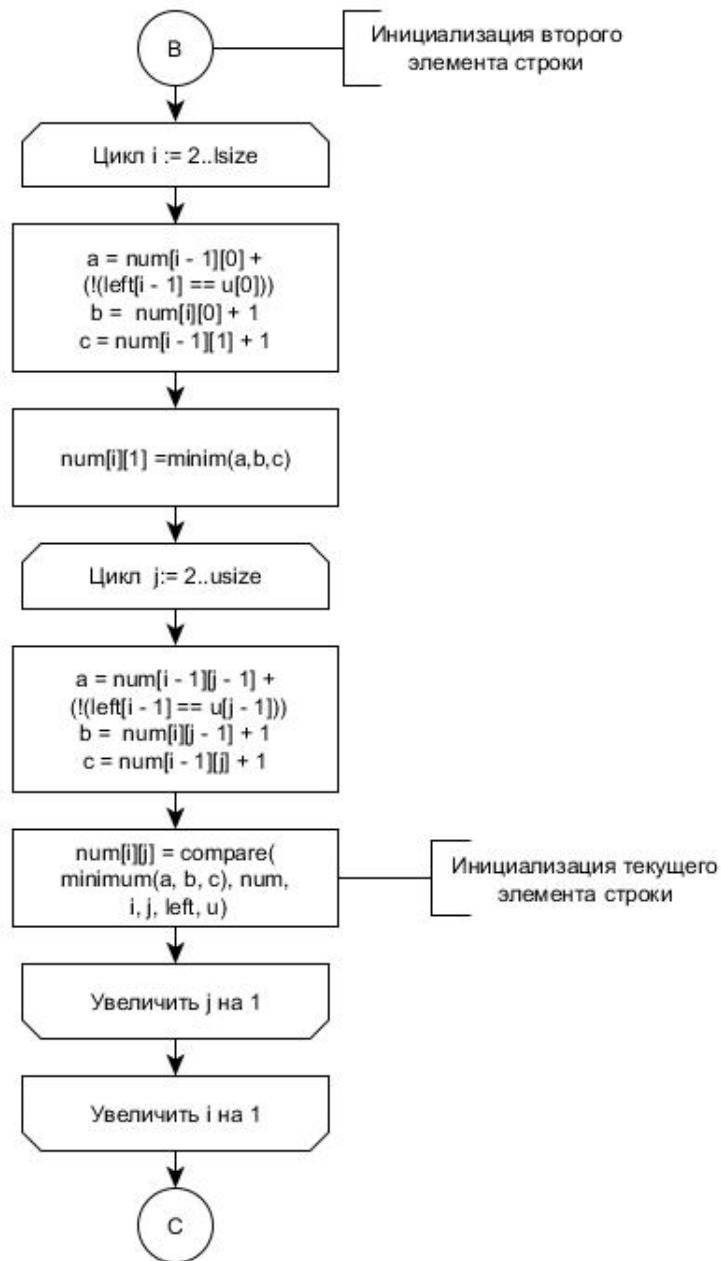 B
Инициализация второго
элемента строки
Цикл i := 2..lsize
a = num[i - 1][0] +
(!(left[i - 1] == u[0]))
b = num[i][0] + 1
c = num[i - 1][1] + 1
num[i][1] =minim(a,b,c)
Цикл j:= 2..usize
a = num[i - 1][j - 1] +
(!(left[i - 1] == u[j - 1]))
b = num[i][j - 1] + 1
c = num[i - 1][j] + 1
num[i][j] = compare(
minimum(a, b, c), num,
i, j, left, u)
Инициализация текущего
элемента строки
Увеличить j на 1
Увеличить i на 1
C